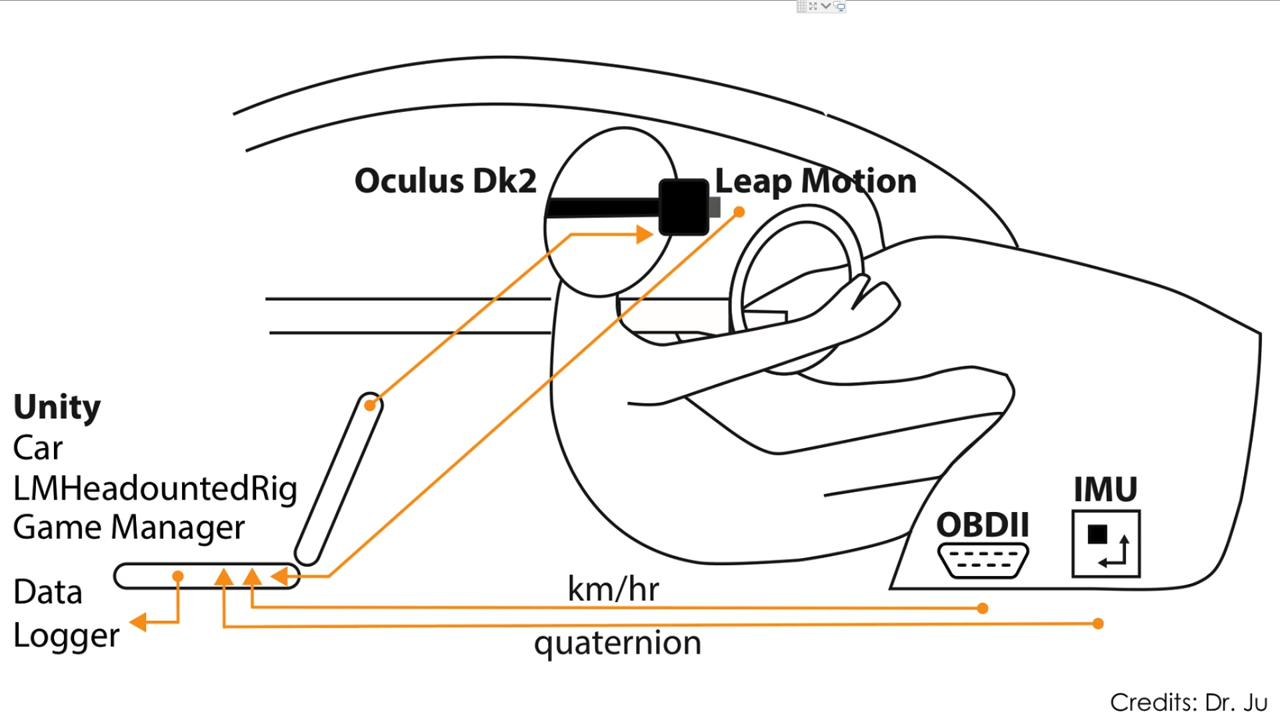 Oculus Dk2
Leap Motion
Unity
Car
LMHeadountedRig
Game Manager
Data
Logger
OBDII
IMU
km/hr
quaternion
Credits: Dr. Ju